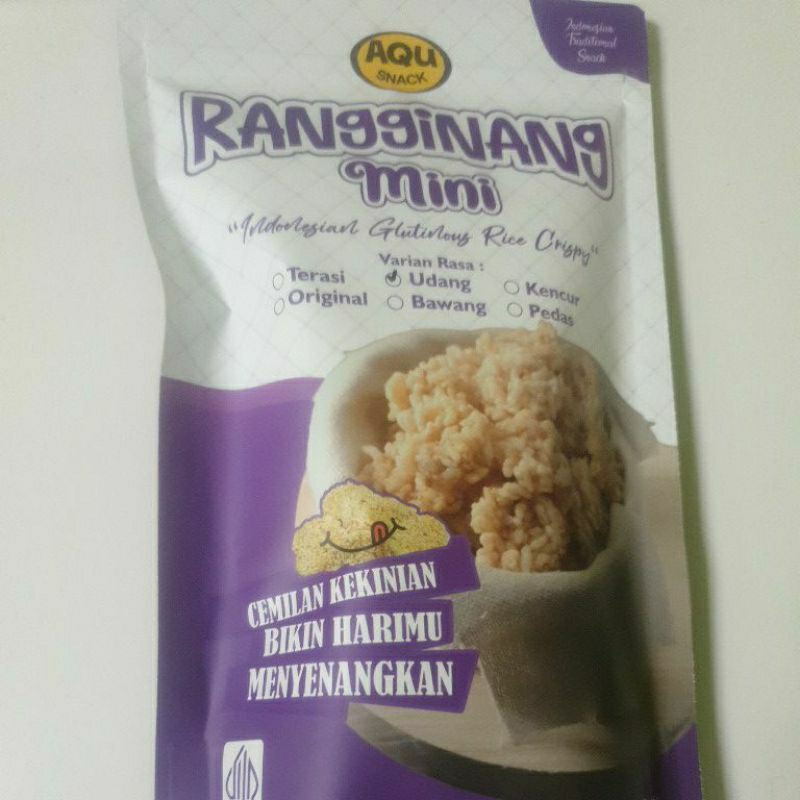 AQU
SNACK
Indonesian
Traditional
Snack
RANGGINANG
mini
"Indonesian Glutinous Rice Crispy"
Varian Rasa :
Terasi
Udang
Kencur
Original
Bawang
Pedas
CEMILAN KEKINIAN
BIKIN HARIMU
MENYENANGKAN